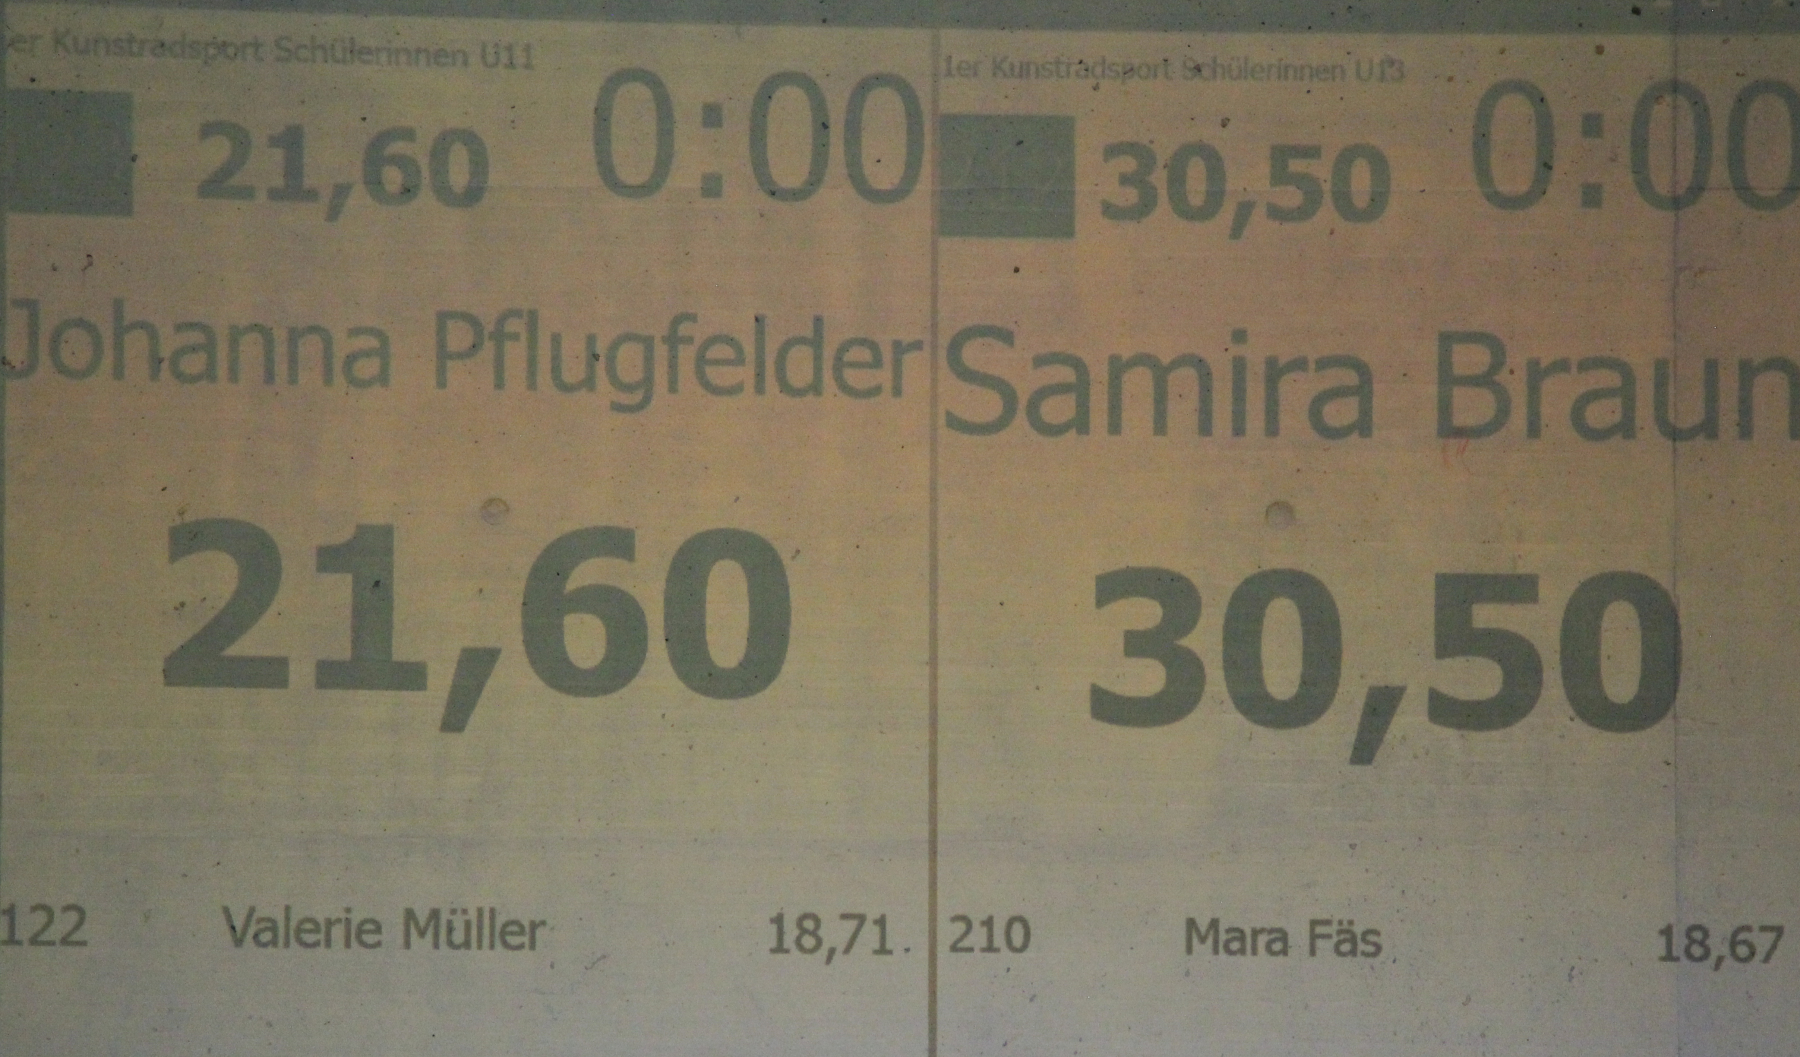 er Kunstradsport Schülerinnen U11
21,60 0:00
Johanna Pflugfelder
21,60
122 Valerie Müller 18,71
1er Kunstradsport Schülerinnen U13
30,50 0:00
Samira Braun
30,50
210 Mara Fäs 18,67